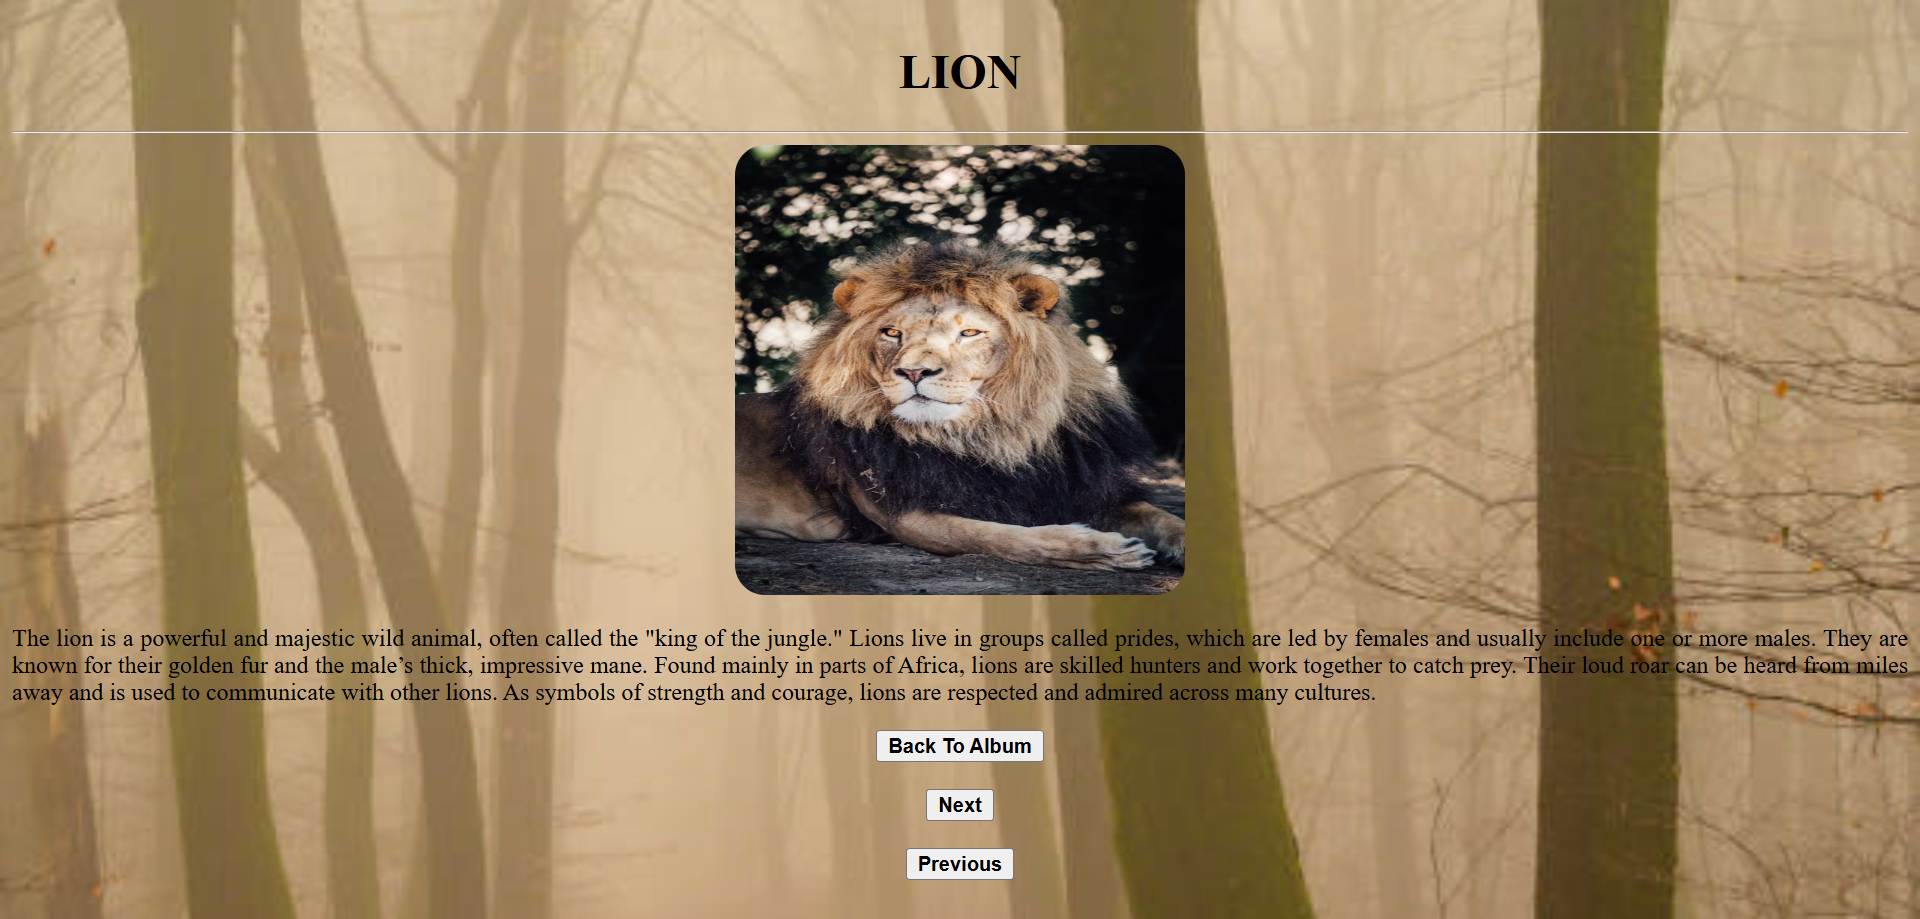 LION
The lion is a powerful and majestic wild animal, often called the "king of the jungle." Lions live in groups called prides, which are led by females and usually include one or more males. They are
known for their golden fur and the male’s thick, impressive mane. Found mainly in parts of Africa, lions are skilled hunters and work together to catch prey. Their loud roar can be heard from miles
away and is used to communicate with other lions. As symbols of strength and courage, lions are respected and admired across many cultures.
Back To Album
Next
Previous